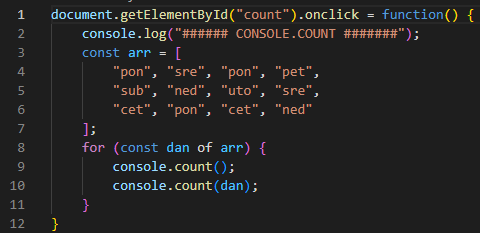 1 document.getElementById("count").onclick = function() {
2     console.log("###### CONSOLE.COUNT #######");
3     const arr = [
4         "pon", "sre", "pon", "pet",
5         "sub", "ned", "uto", "sre",
6         "cet", "pon", "cet", "ned"
7     ];
8     for (const dan of arr) {
9         console.count();
10         console.count(dan);
11     }
12 }